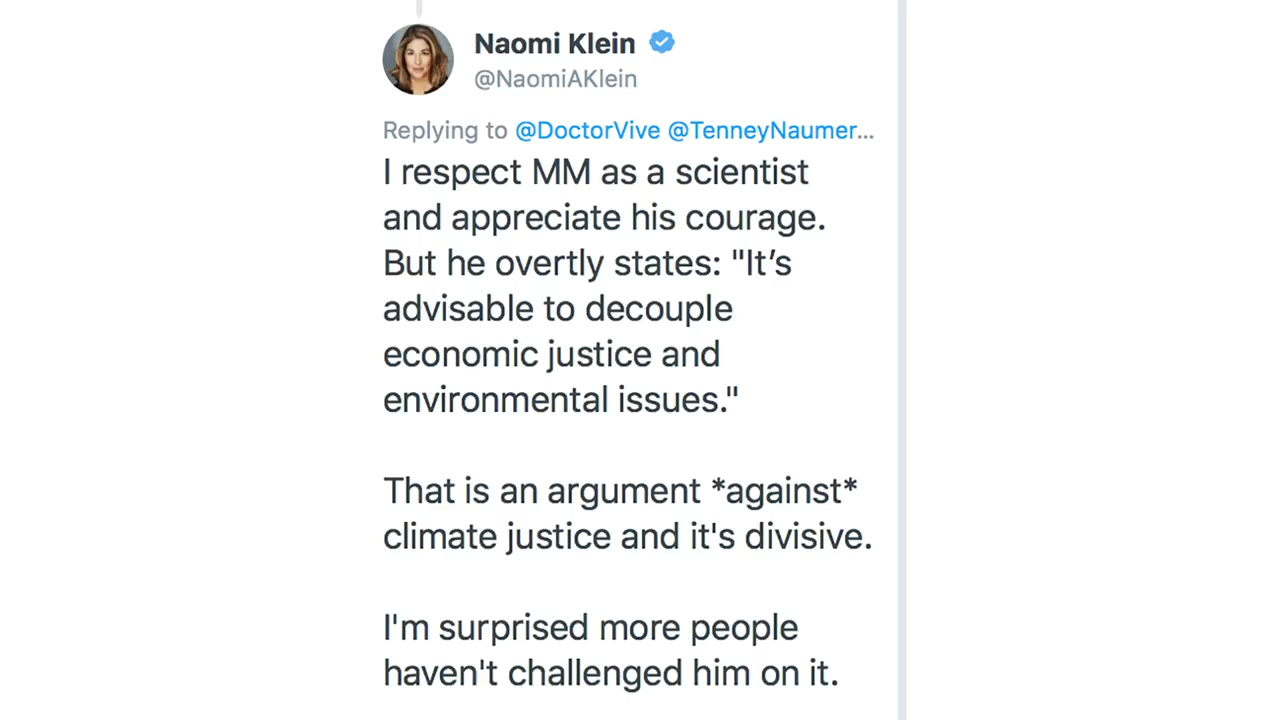 Naomi Klein
@NaomiAKlein
Replying to @DoctorVive @TenneyNaumer...
I respect MM as a scientist
and appreciate his courage.
But he overtly states: "It’s
advisable to decouple
economic justice and
environmental issues."
That is an argument *against*
climate justice and it's divisive.
I'm surprised more people
haven't challenged him on it.